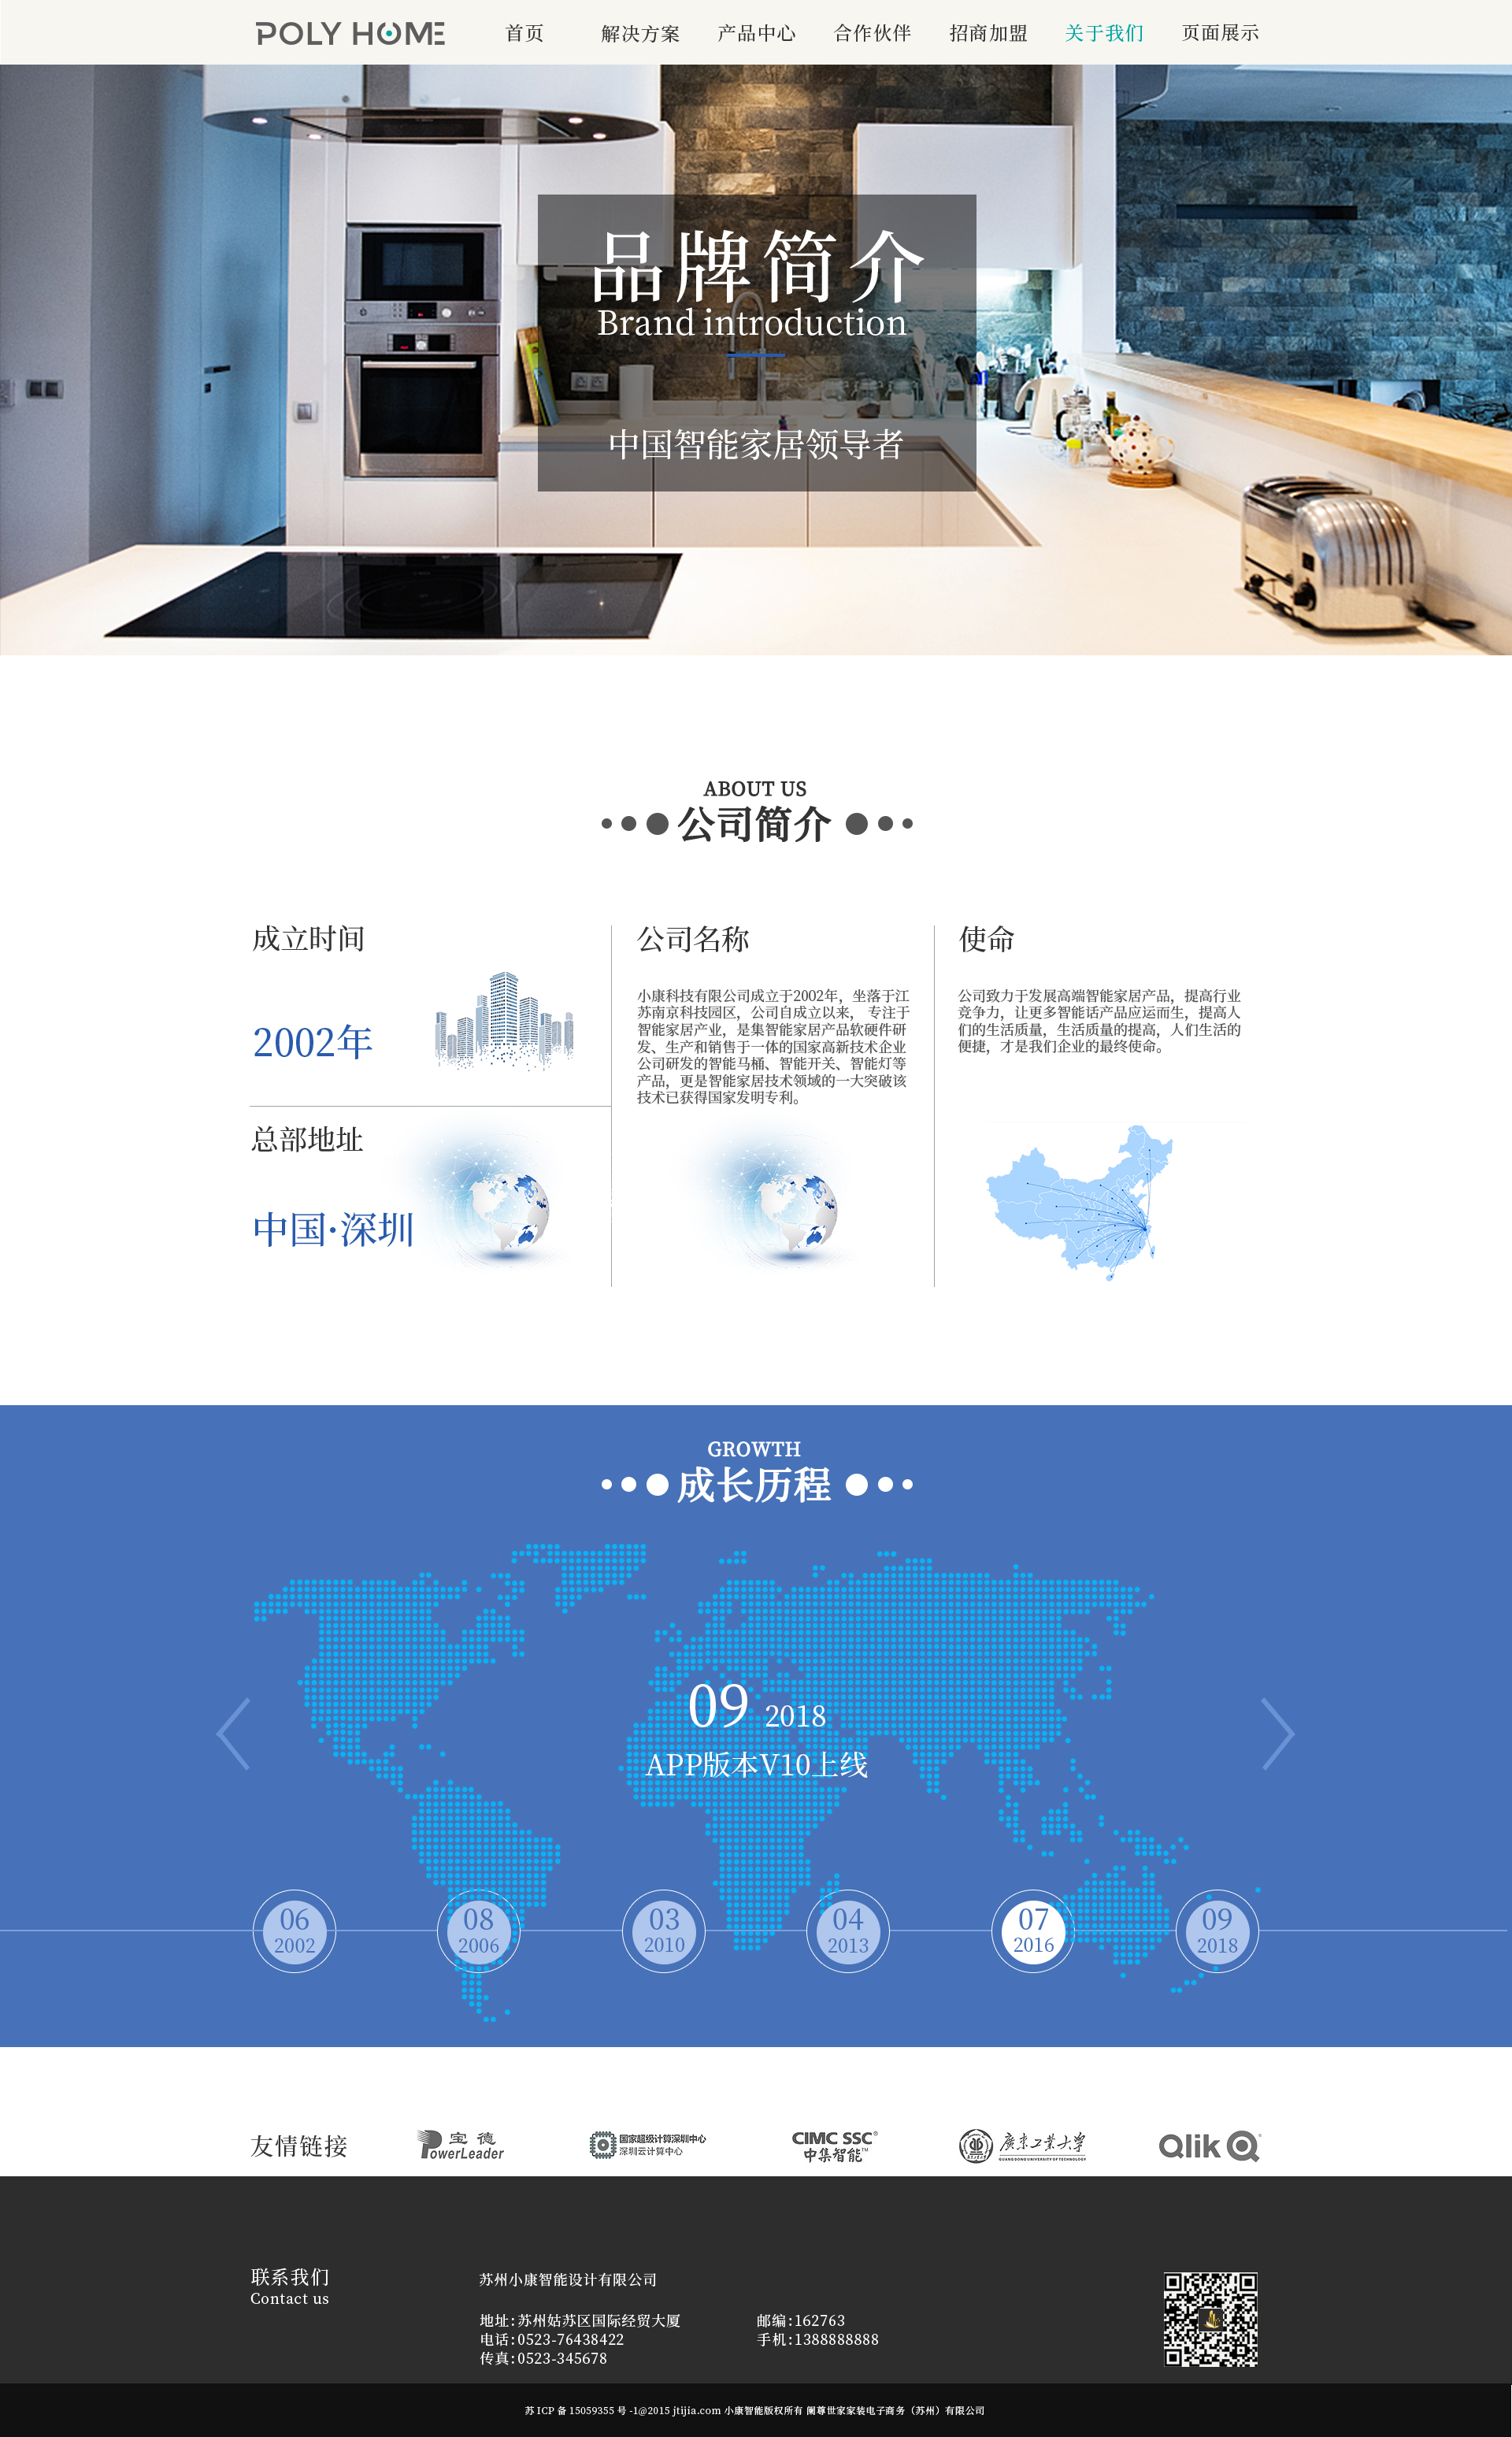 POLY HOME
首页 解决方案 产品中心 合作伙伴 招商加盟 关于我们 页面展示
品牌简介
Brand introduction
中国智能家居领导者
ABOUT US
公司简介
成立时间
2002年
总部地址
中国·深圳
公司名称
小康科技有限公司成立于2002年，坐落于江
苏南京科技园区，公司自成立以来， 专注于
智能家居产业，是集智能家居产品软硬件研
发、生产和销售于一体的国家高新技术企业
公司研发的智能马桶、智能开关、智能灯等
产品，更是智能家居技术领域的一大突破该
技术已获得国家发明专利。
使命
公司致力于发展高端智能家居产品，提高行业
竞争力，让更多智能话产品应运而生，提高人
们的生活质量，生活质量的提高，人们生活的
便捷，才是我们企业的最终使命。
GROWTH
成长历程
09 2018
APP版本V10上线
06
2002
08
2006
03
2010
04
2013
07
2016
09
2018
友情链接
宝德
PowerLeader
国家超级计算深圳中心
深圳云计算中心
CIMC SSC®
中集智能™
广东工业大学
GUANGDONG UNIVERSITY OF TECHNOLOGY
Qlik Q®
联系我们
Contact us
苏州小康智能设计有限公司
地址:苏州姑苏区国际经贸大厦
电话:0523-76438422
传真:0523-345678
邮编:162763
手机:1388888888
苏 ICP 备 15059355 号 -1@2015 jtijia.com 小康智能版权所有 阑尊世家家装电子商务（苏州）有限公司